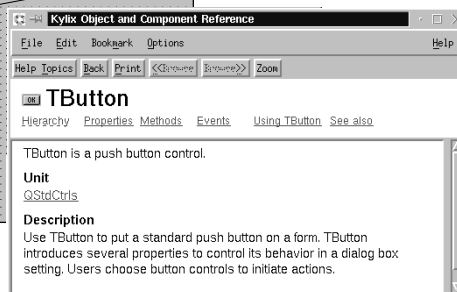 Kylix Object and Component Reference
File Edit Bookmark Options Help
Help Topics Back Print <<Browse Browse>> Zoom
OK TButton
Hierarchy Properties Methods Events Using TButton See also
TButton is a push button control.
Unit
QStdCtrls
Description
Use TButton to put a standard push button on a form. TButton
introduces several properties to control its behavior in a dialog box
setting. Users choose button controls to initiate actions.